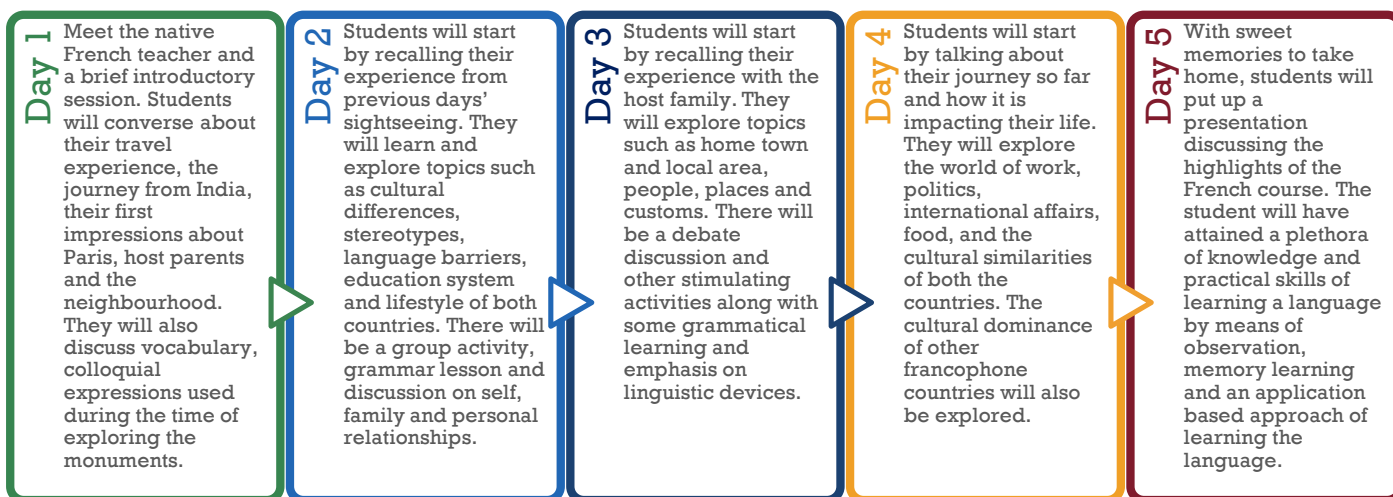 Day 1
Meet the native
French teacher and
a brief introductory
session. Students
will converse about
their travel
experience, the
journey from India,
their first
impressions about
Paris, host parents
and the
neighbourhood.
They will also
discuss vocabulary,
colloquial
expressions used
during the time of
exploring the
monuments.
Day 2
Students will start
by recalling their
experience from
previous days’
sightseeing. They
will learn and
explore topics such
as cultural
differences,
stereotypes,
language barriers,
education system
and lifestyle of both
countries. There will
be a group activity,
grammar lesson and
discussion on self,
family and personal
relationships.
Day 3
Students will start
by recalling their
experience with the
host family. They
will explore topics
such as home town
and local area,
people, places and
customs. There will
be a debate
discussion and
other stimulating
activities along with
some grammatical
learning and
emphasis on
linguistic devices.
Day 4
Students will start
by talking about
their journey so far
and how it is
impacting their life.
They will explore
the world of work,
politics,
international affairs,
food, and the
cultural similarities
of both the
countries. The
cultural dominance
of other
francophone
countries will also
be explored.
Day 5
With sweet
memories to take
home, students will
put up a
presentation
discussing the
highlights of the
French course. The
student will have
attained a plethora
of knowledge and
practical skills of
learning a language
by means of
observation,
memory learning
and an application
based approach of
learning the
language.